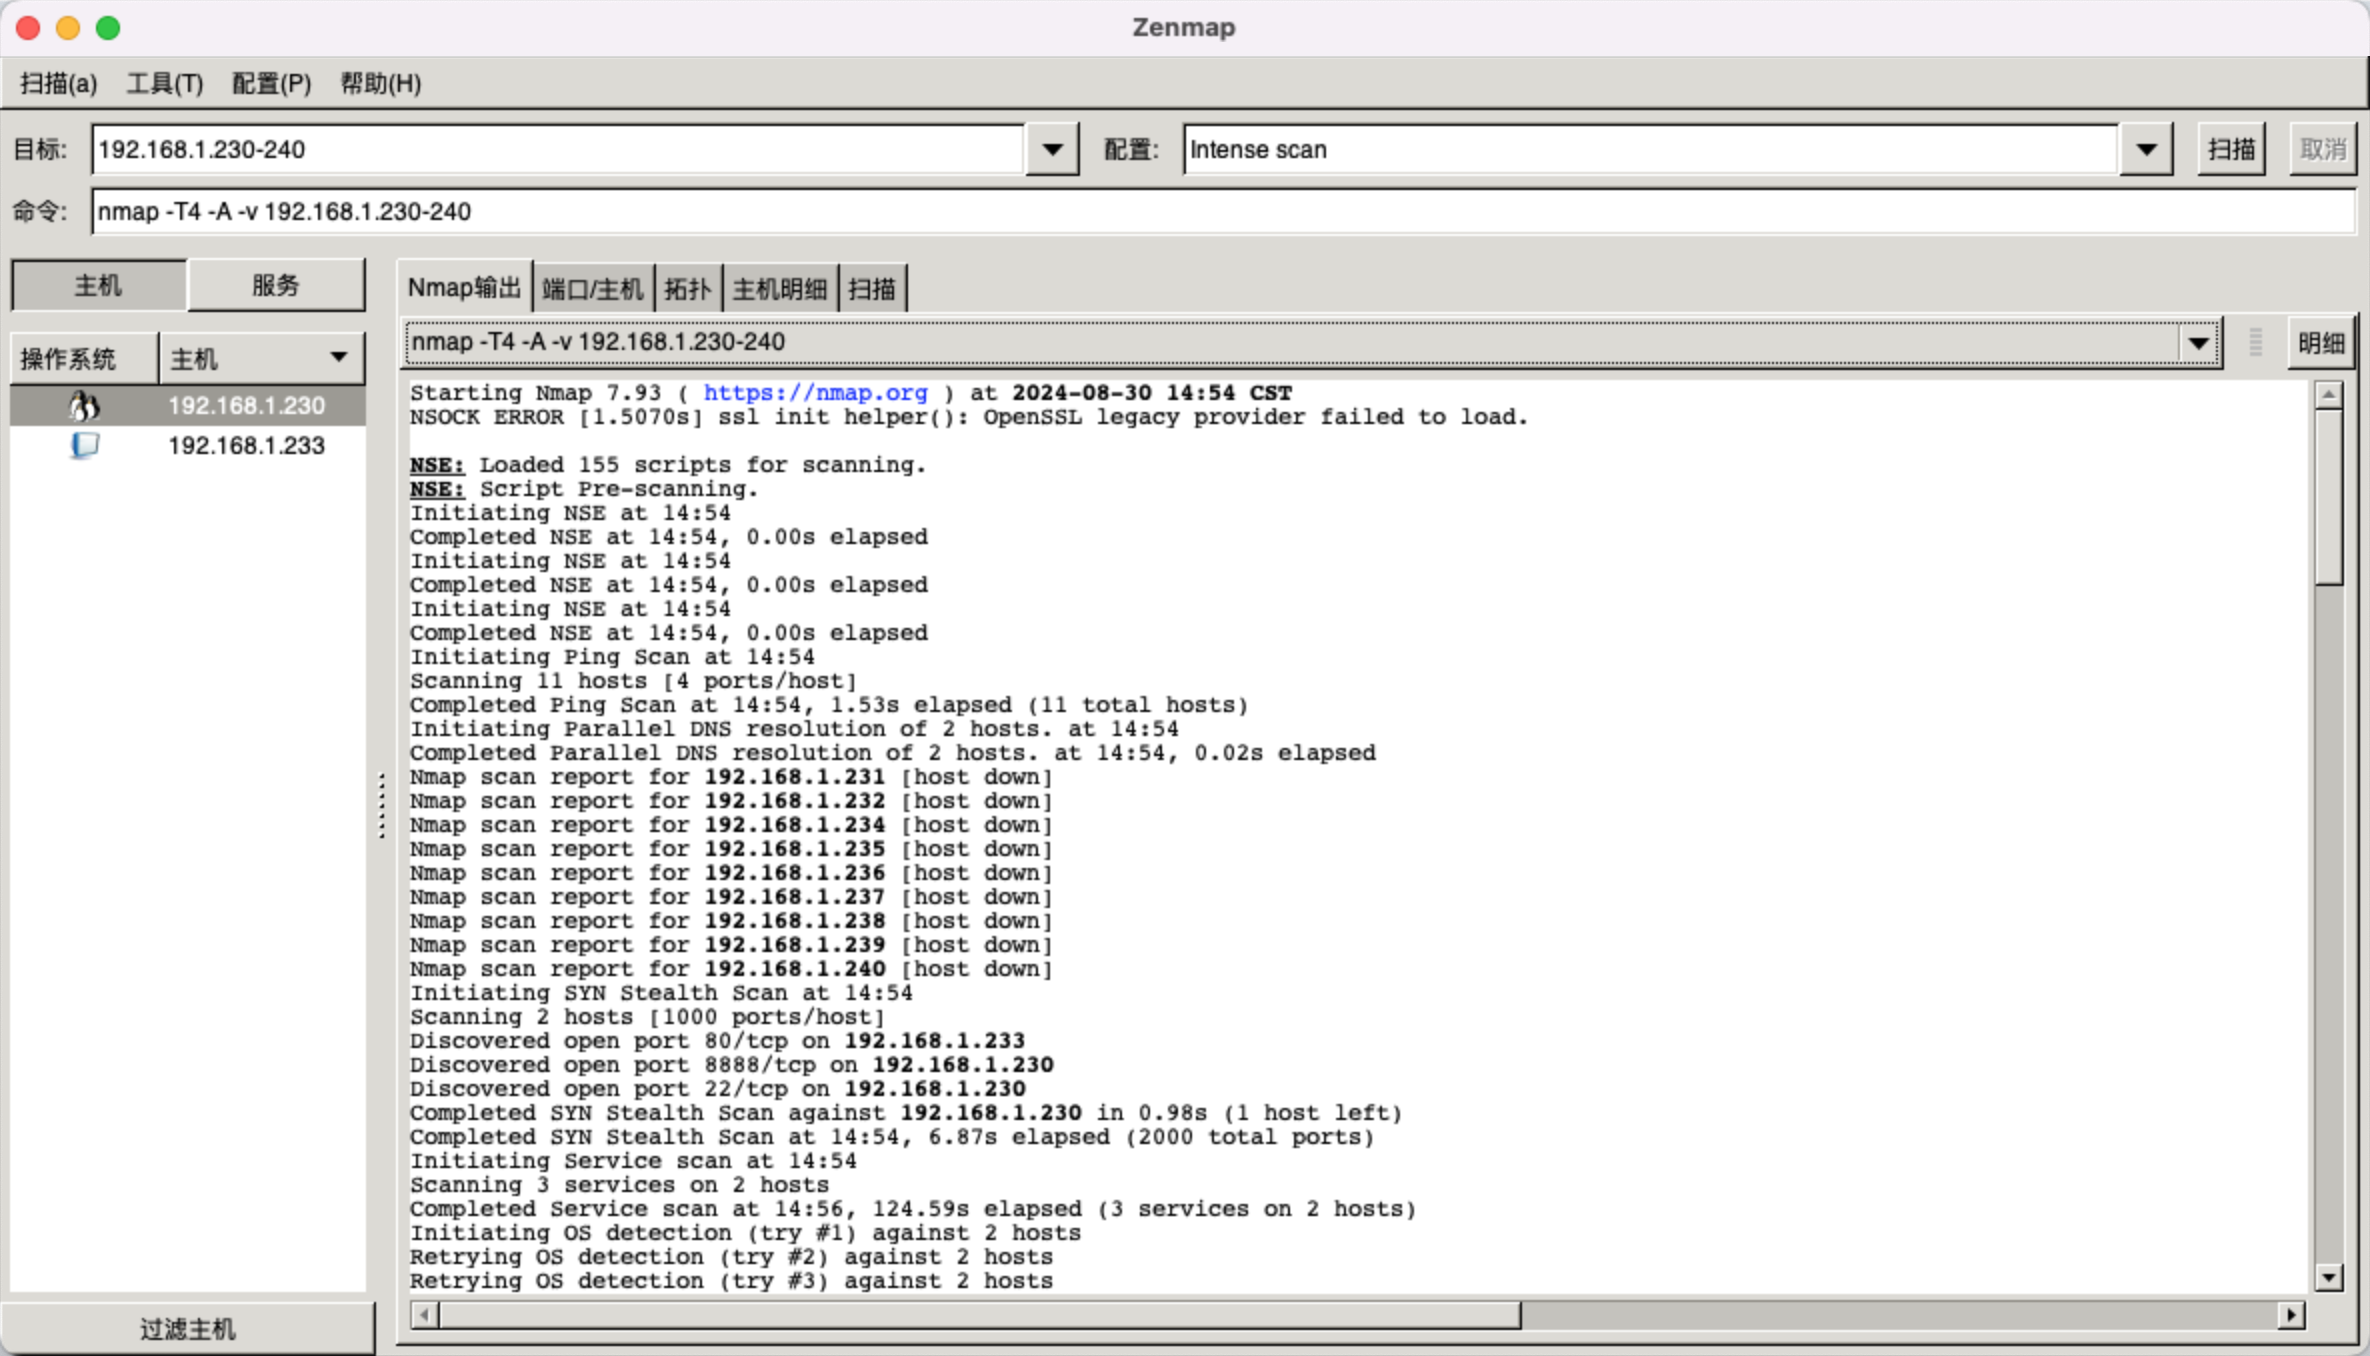 Zenmap
扫描(a) 工具(T) 配置(P) 帮助(H)
目标: 192.168.1.230-240 配置: Intense scan 扫描 取消
命令: nmap -T4 -A -v 192.168.1.230-240
主机 服务
操作系统 主机
192.168.1.230
192.168.1.233
过滤主机
Nmap输出 端口/主机 拓扑 主机明细 扫描
nmap -T4 -A -v 192.168.1.230-240 明细
Starting Nmap 7.93 ( https://nmap.org ) at 2024-08-30 14:54 CST
NSOCK ERROR [1.5070s] ssl init helper(): OpenSSL legacy provider failed to load.
NSE: Loaded 155 scripts for scanning.
NSE: Script Pre-scanning.
Initiating NSE at 14:54
Completed NSE at 14:54, 0.00s elapsed
Initiating NSE at 14:54
Completed NSE at 14:54, 0.00s elapsed
Initiating NSE at 14:54
Completed NSE at 14:54, 0.00s elapsed
Initiating Ping Scan at 14:54
Scanning 11 hosts [4 ports/host]
Completed Ping Scan at 14:54, 1.53s elapsed (11 total hosts)
Initiating Parallel DNS resolution of 2 hosts. at 14:54
Completed Parallel DNS resolution of 2 hosts. at 14:54, 0.02s elapsed
Nmap scan report for 192.168.1.231 [host down]
Nmap scan report for 192.168.1.232 [host down]
Nmap scan report for 192.168.1.234 [host down]
Nmap scan report for 192.168.1.235 [host down]
Nmap scan report for 192.168.1.236 [host down]
Nmap scan report for 192.168.1.237 [host down]
Nmap scan report for 192.168.1.238 [host down]
Nmap scan report for 192.168.1.239 [host down]
Nmap scan report for 192.168.1.240 [host down]
Initiating SYN Stealth Scan at 14:54
Scanning 2 hosts [1000 ports/host]
Discovered open port 80/tcp on 192.168.1.233
Discovered open port 8888/tcp on 192.168.1.230
Discovered open port 22/tcp on 192.168.1.230
Completed SYN Stealth Scan against 192.168.1.230 in 0.98s (1 host left)
Completed SYN Stealth Scan at 14:54, 6.87s elapsed (2000 total ports)
Initiating Service scan at 14:54
Scanning 3 services on 2 hosts
Completed Service scan at 14:56, 124.59s elapsed (3 services on 2 hosts)
Initiating OS detection (try #1) against 2 hosts
Retrying OS detection (try #2) against 2 hosts
Retrying OS detection (try #3) against 2 hosts